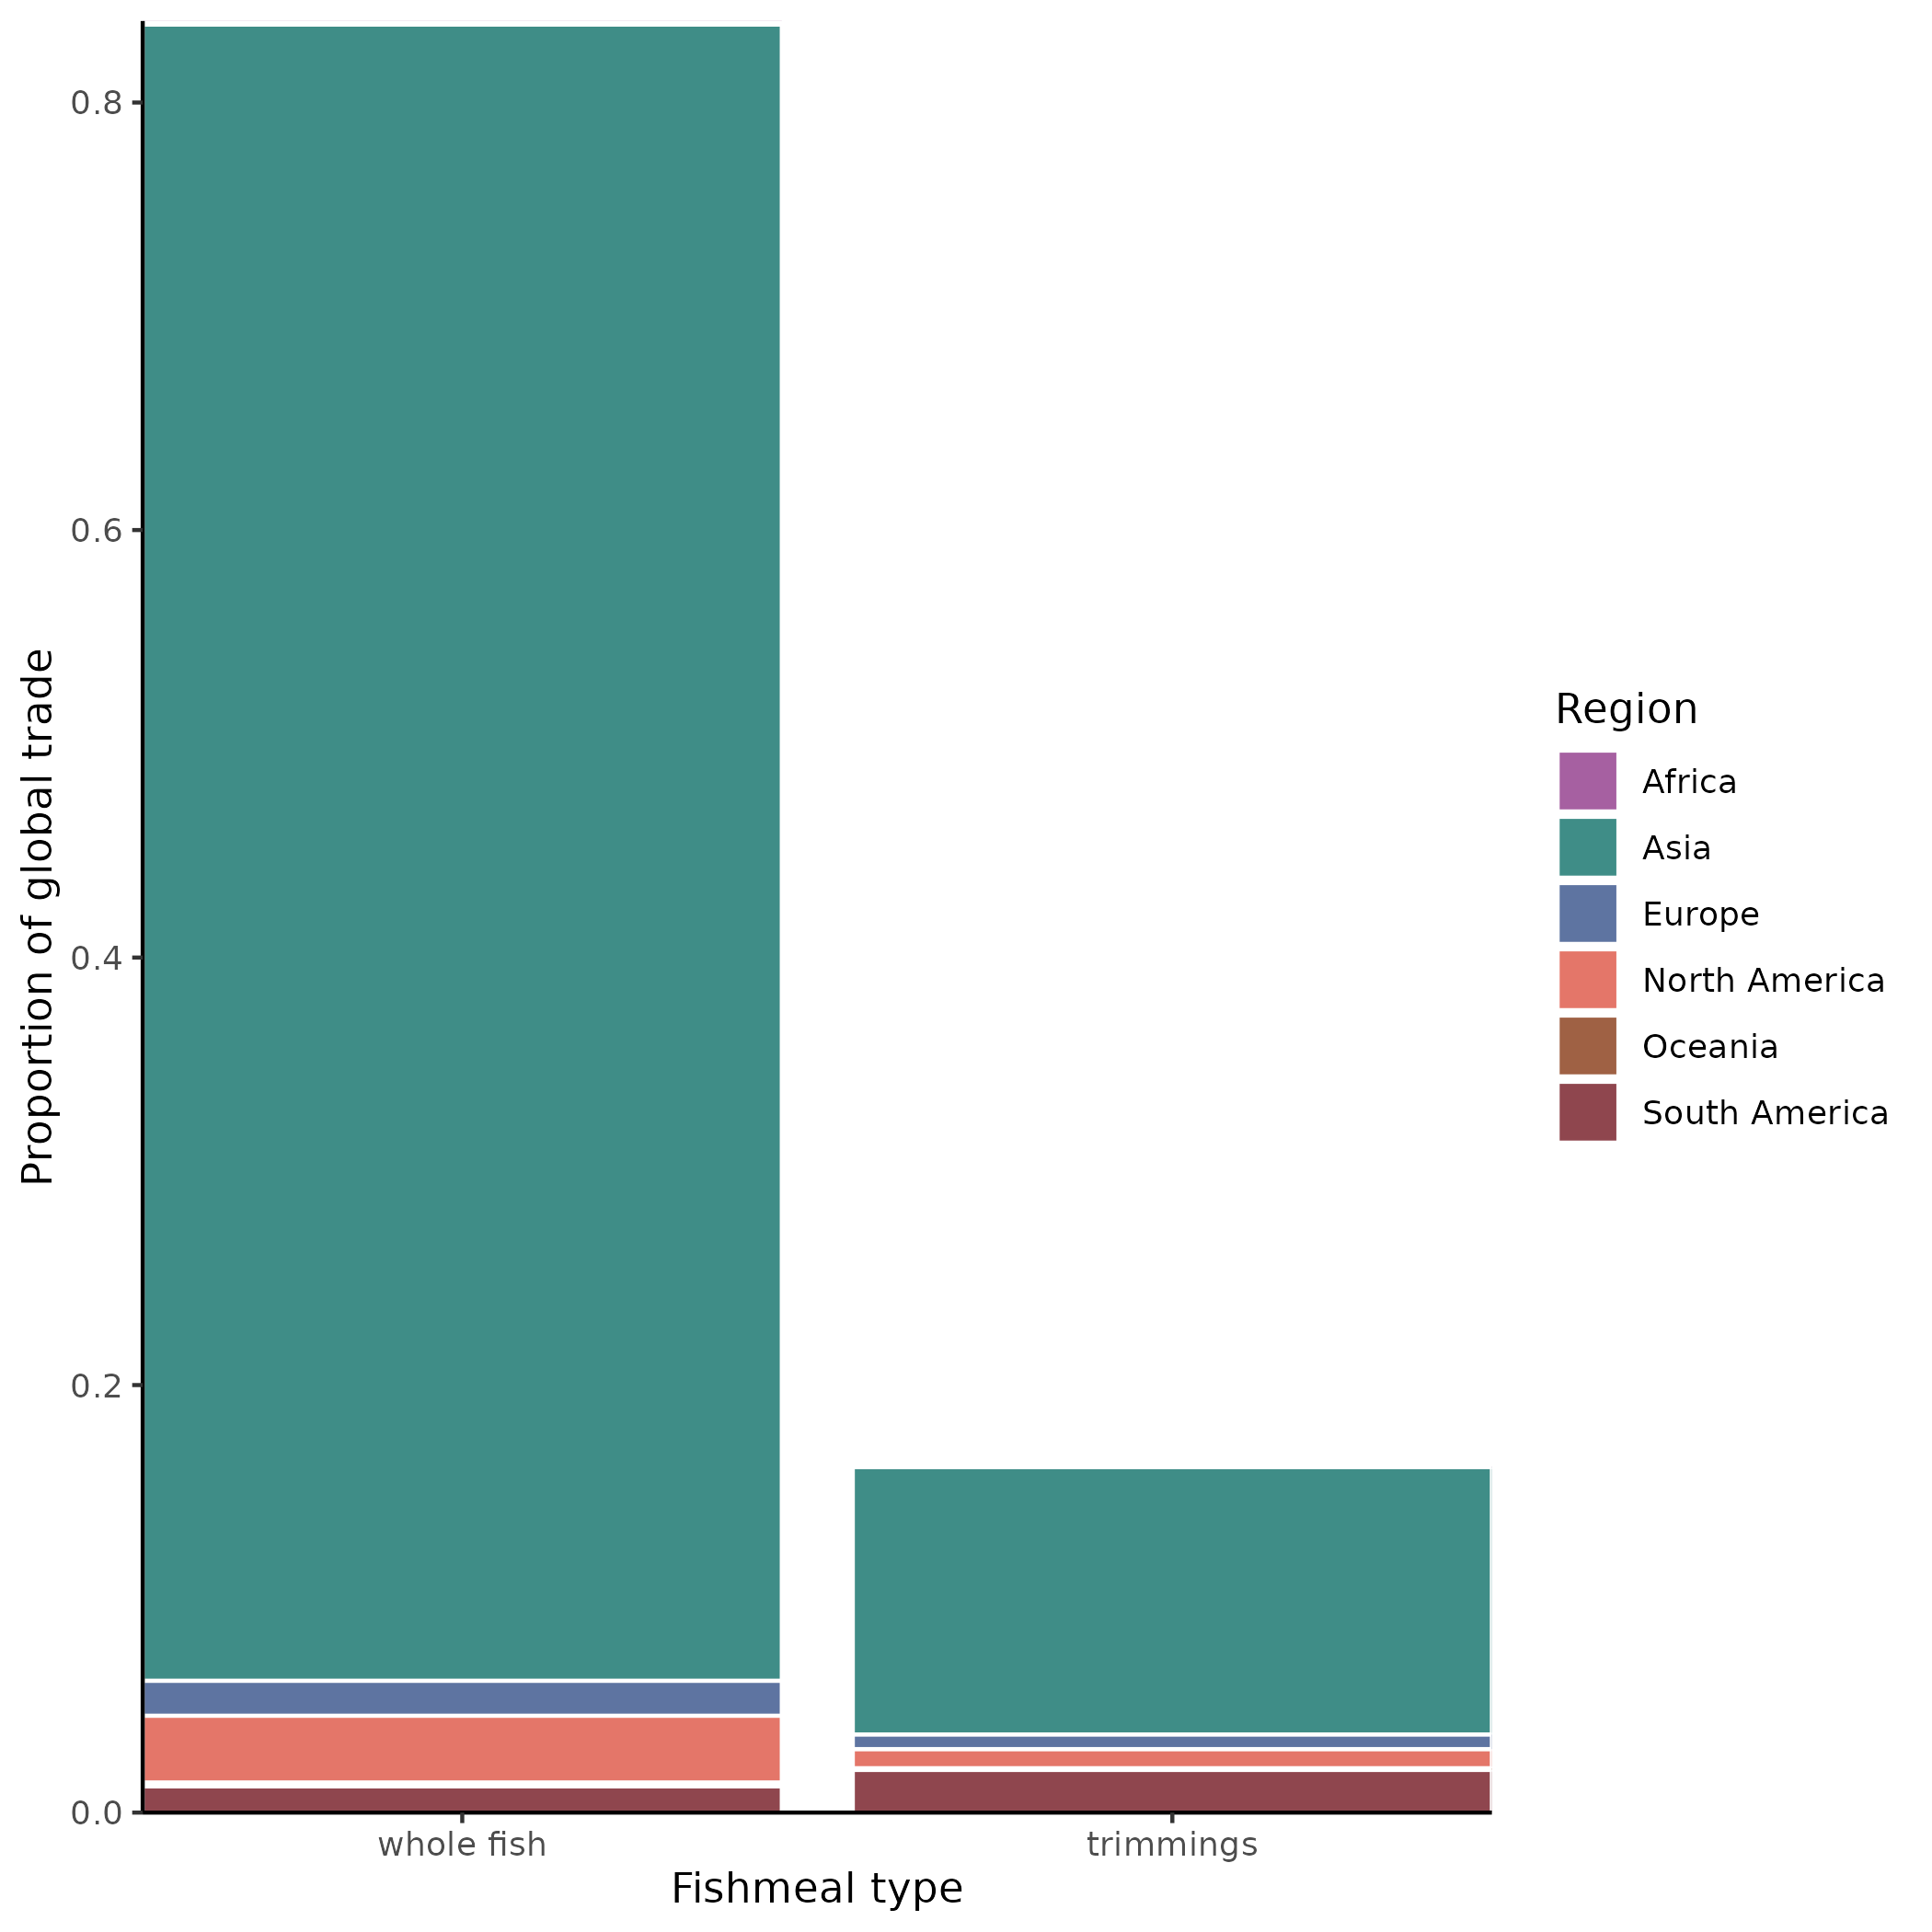 Proportion of global trade
0.8
0.6
0.4
0.2
0.0
whole fish
trimmings
Fishmeal type
Region
Africa
Asia
Europe
North America
Oceania
South America